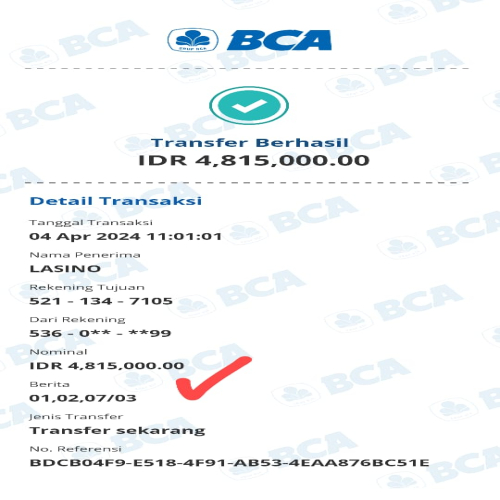 BCA
Transfer Berhasil
IDR 4,815,000.00
Detail Transaksi
Tanggal Transaksi
04 Apr 2024 11:01:01
Nama Penerima
LASINO
Rekening Tujuan
521 - 134 - 7105
Dari Rekening
536 - 0** - **99
Nominal
IDR 4,815,000.00
Berita
01,02,07/03
Jenis Transfer
Transfer sekarang
No. Referensi
BDCB04F9-E518-4F91-AB53-4EAA876BC51E